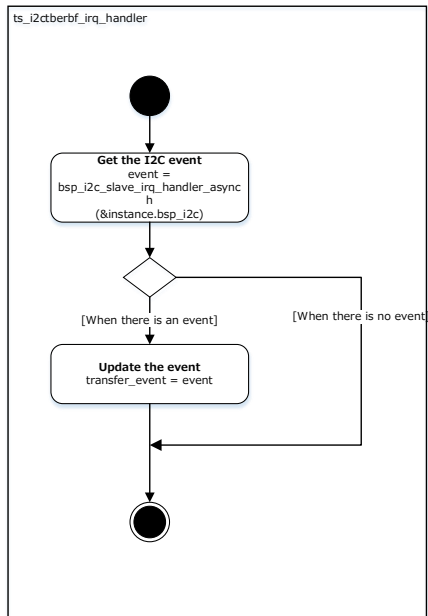 ts_i2ctberbf_irq_handler
Get the I2C event
event =
bsp_i2c_slave_irq_handler_async
h
(&instance.bsp_i2c)
[When there is an event]
[When there is no event]
Update the event
transfer_event = event